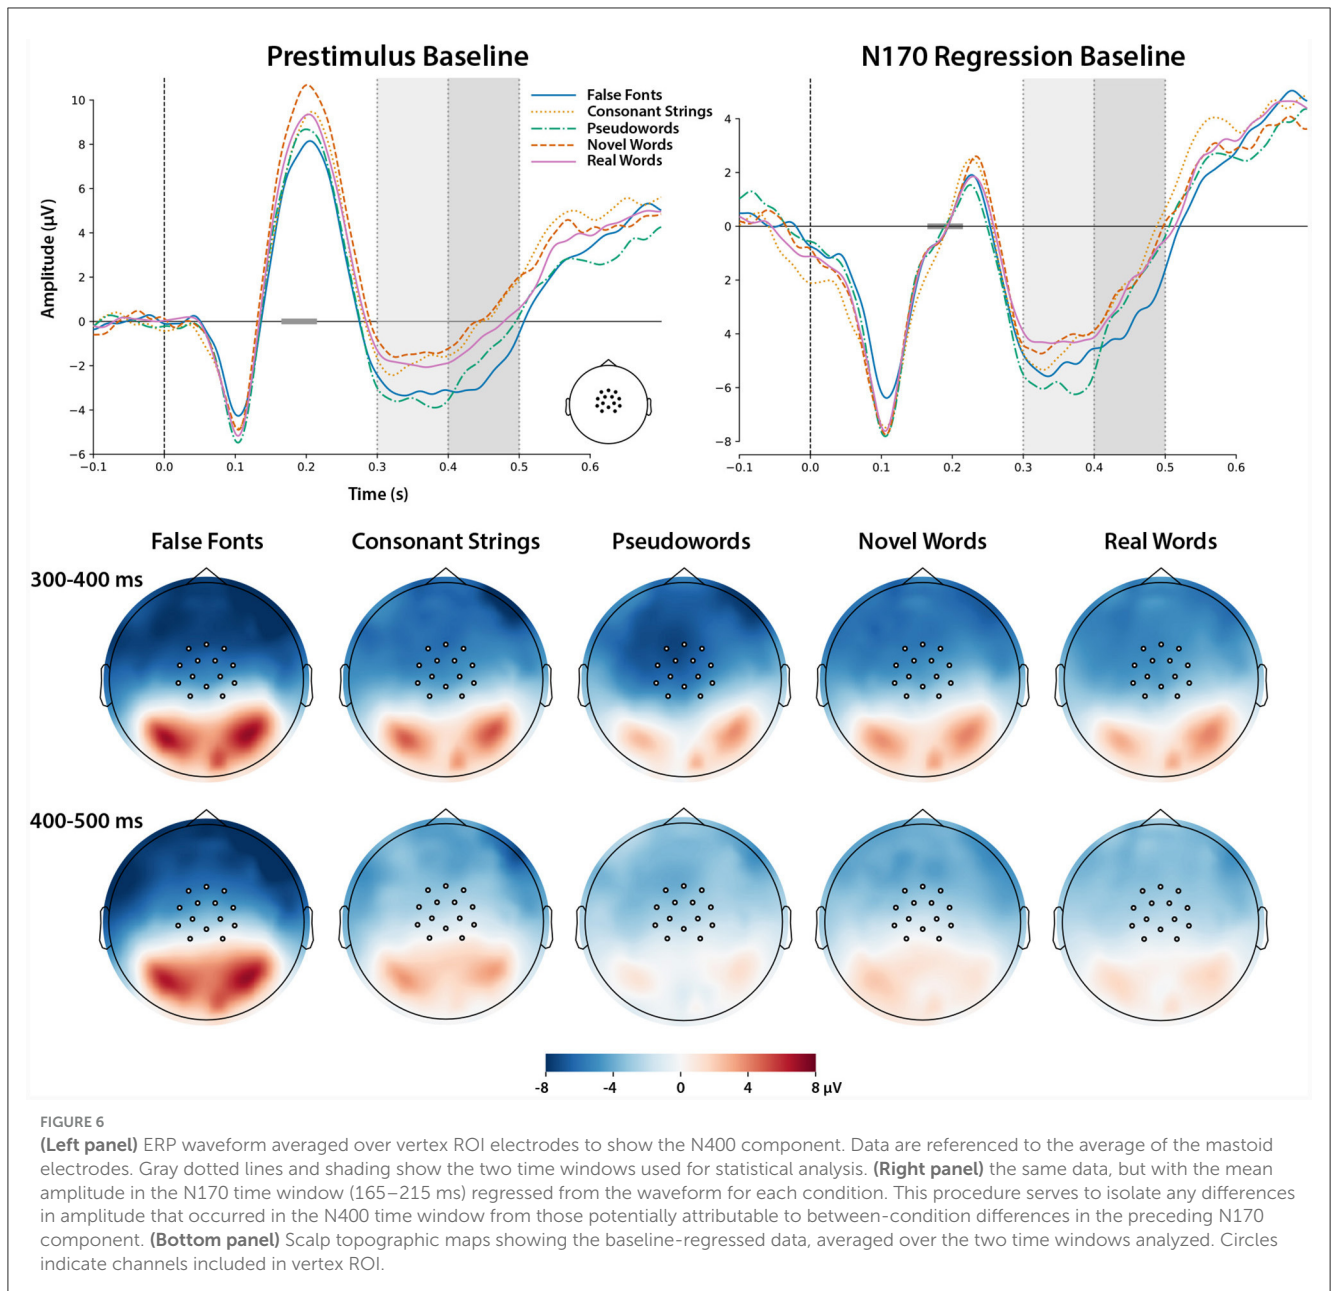 Prestimulus Baseline
N170 Regression Baseline
False Fonts
Consonant Strings
Pseudowords
Novel Words
Real Words
Amplitude (µV)
10
8
6
4
2
0
−2
−4
−6
−0.1 0.0 0.1 0.2 0.3 0.4 0.5 0.6
Time (s)
4
2
0
2
4
−6
−8
−0.1 0.0 0.1 0.2 0.3 0.4 0.5 0.6
False Fonts Consonant Strings Pseudowords Novel Words Real Words
300-400 ms
400-500 ms
-8 -4 0 4 8 µV
FIGURE 6
(Left panel) ERP waveform averaged over vertex ROI electrodes to show the N400 component. Data are referenced to the average of the mastoid
electrodes. Gray dotted lines and shading show the two time windows used for statistical analysis. (Right panel) the same data, but with the mean
amplitude in the N170 time window (165–215 ms) regressed from the waveform for each condition. This procedure serves to isolate any differences
in amplitude that occurred in the N400 time window from those potentially attributable to between-condition differences in the preceding N170
component. (Bottom panel) Scalp topographic maps showing the baseline-regressed data, averaged over the two time windows analyzed. Circles
indicate channels included in vertex ROI.